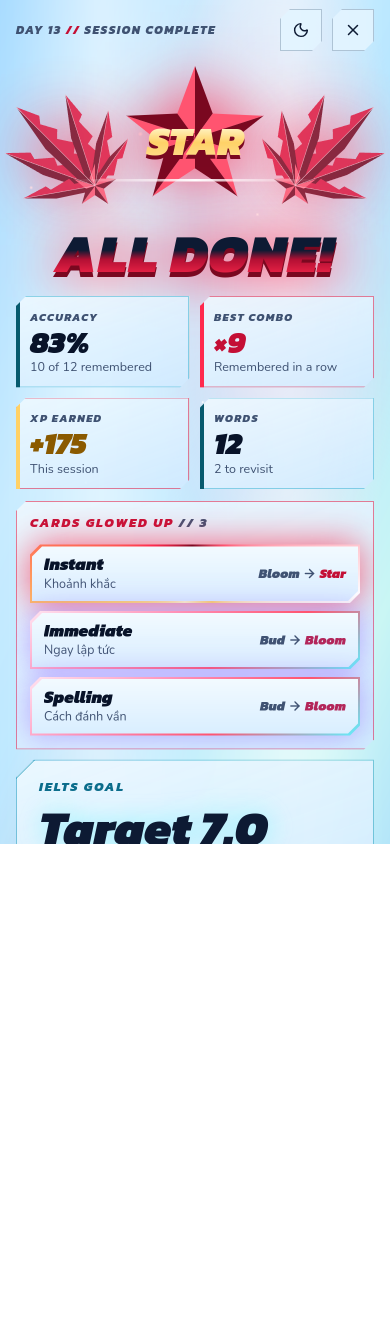 DAY 13 // SESSION COMPLETE
STAR
ALL DONE!
ACCURACY
83%
10 of 12 remembered
BEST COMBO
×9
Remembered in a row
XP EARNED
+175
This session
WORDS
12
2 to revisit
CARDS GLOWED UP // 3
Instant
Khoảnh khắc
Bloom → Star
Immediate
Ngay lập tức
Bud → Bloom
Spelling
Cách đánh vần
Bud → Bloom
IELTS GOAL
Target 7.0